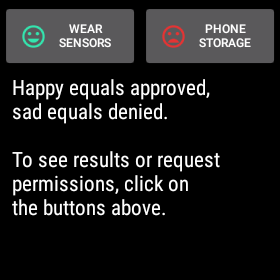 WEAR
SENSORS
PHONE
STORAGE
Happy equals approved,
sad equals denied.
To see results or request
permissions, click on
the buttons above.